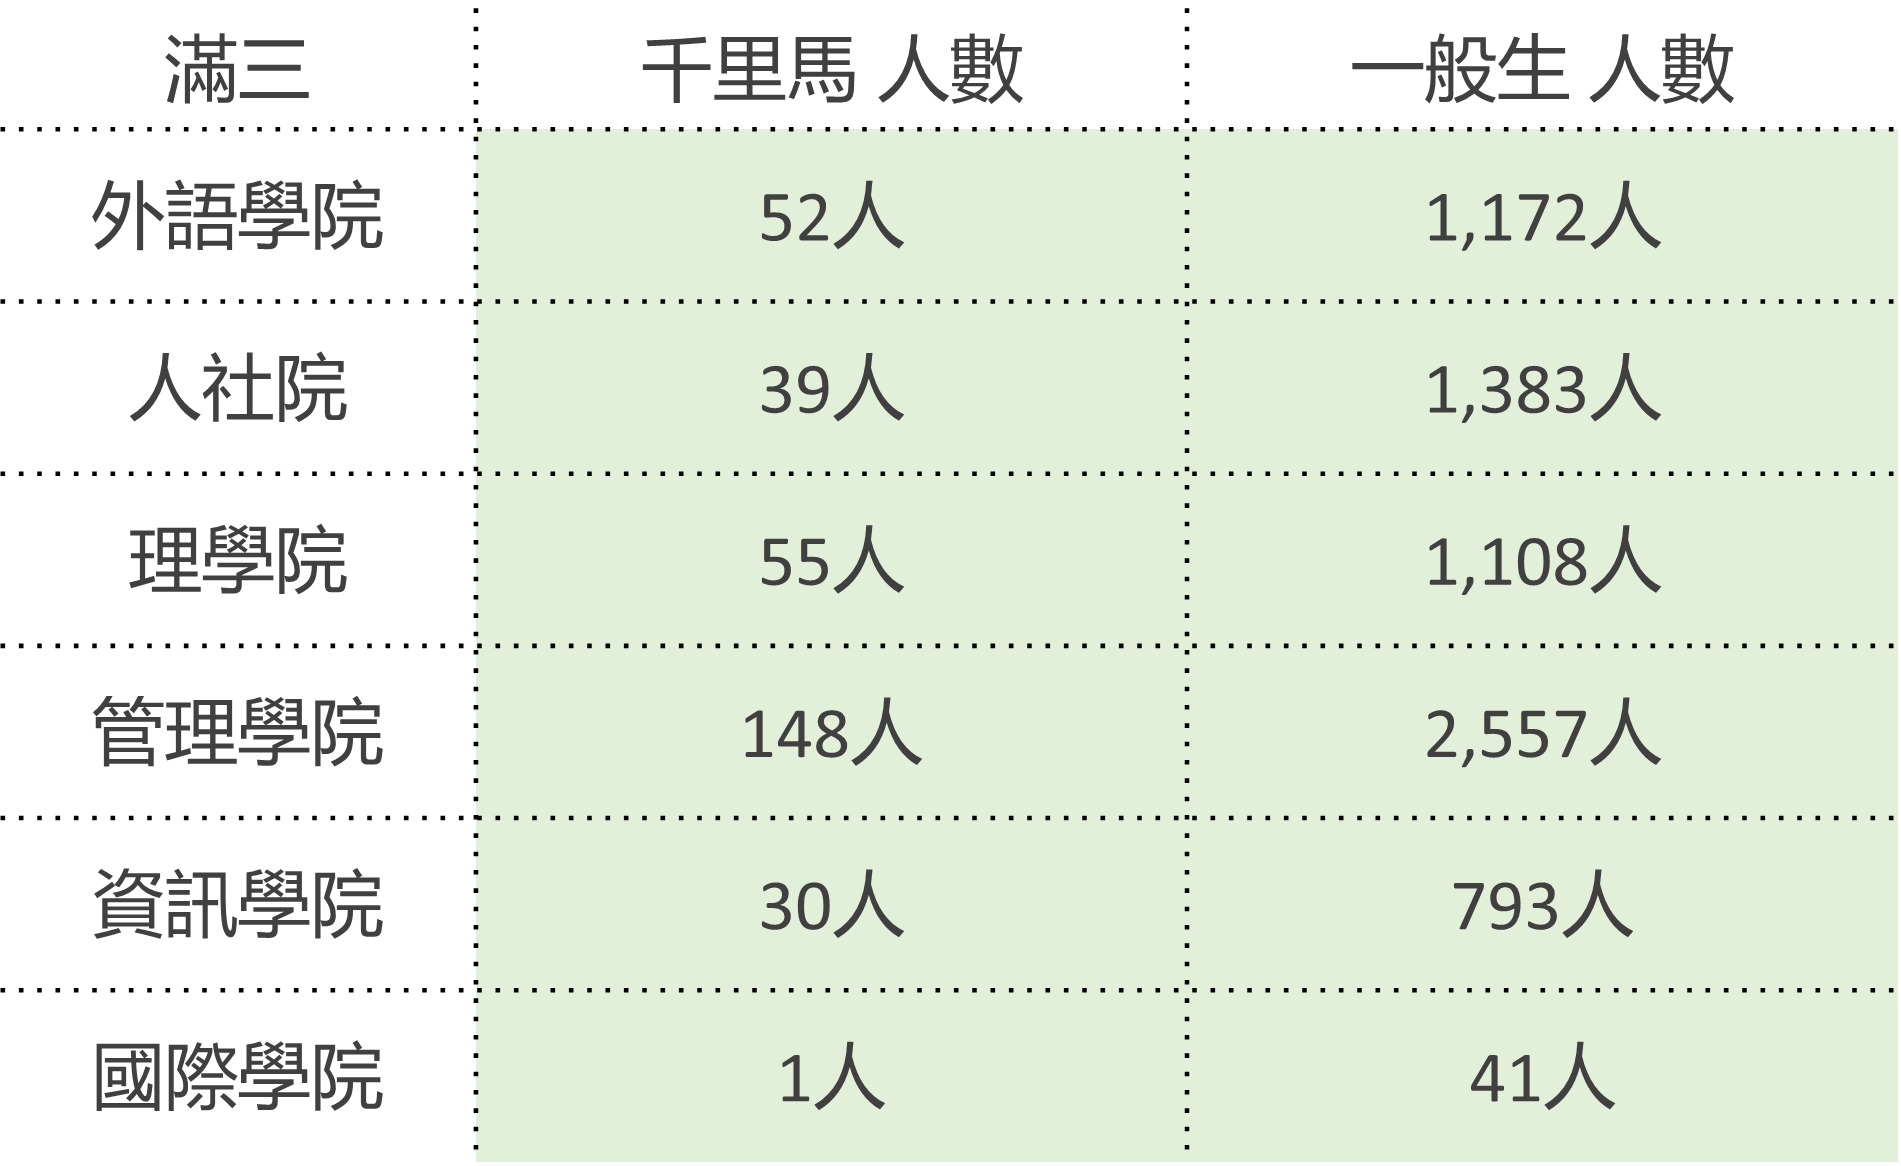 滿三 千里馬 人數 一般生 人數
外語學院 52人 1,172人
人社院 39人 1,383人
理學院 55人 1,108人
管理學院 148人 2,557人
資訊學院 30人 793人
國際學院 1人 41人